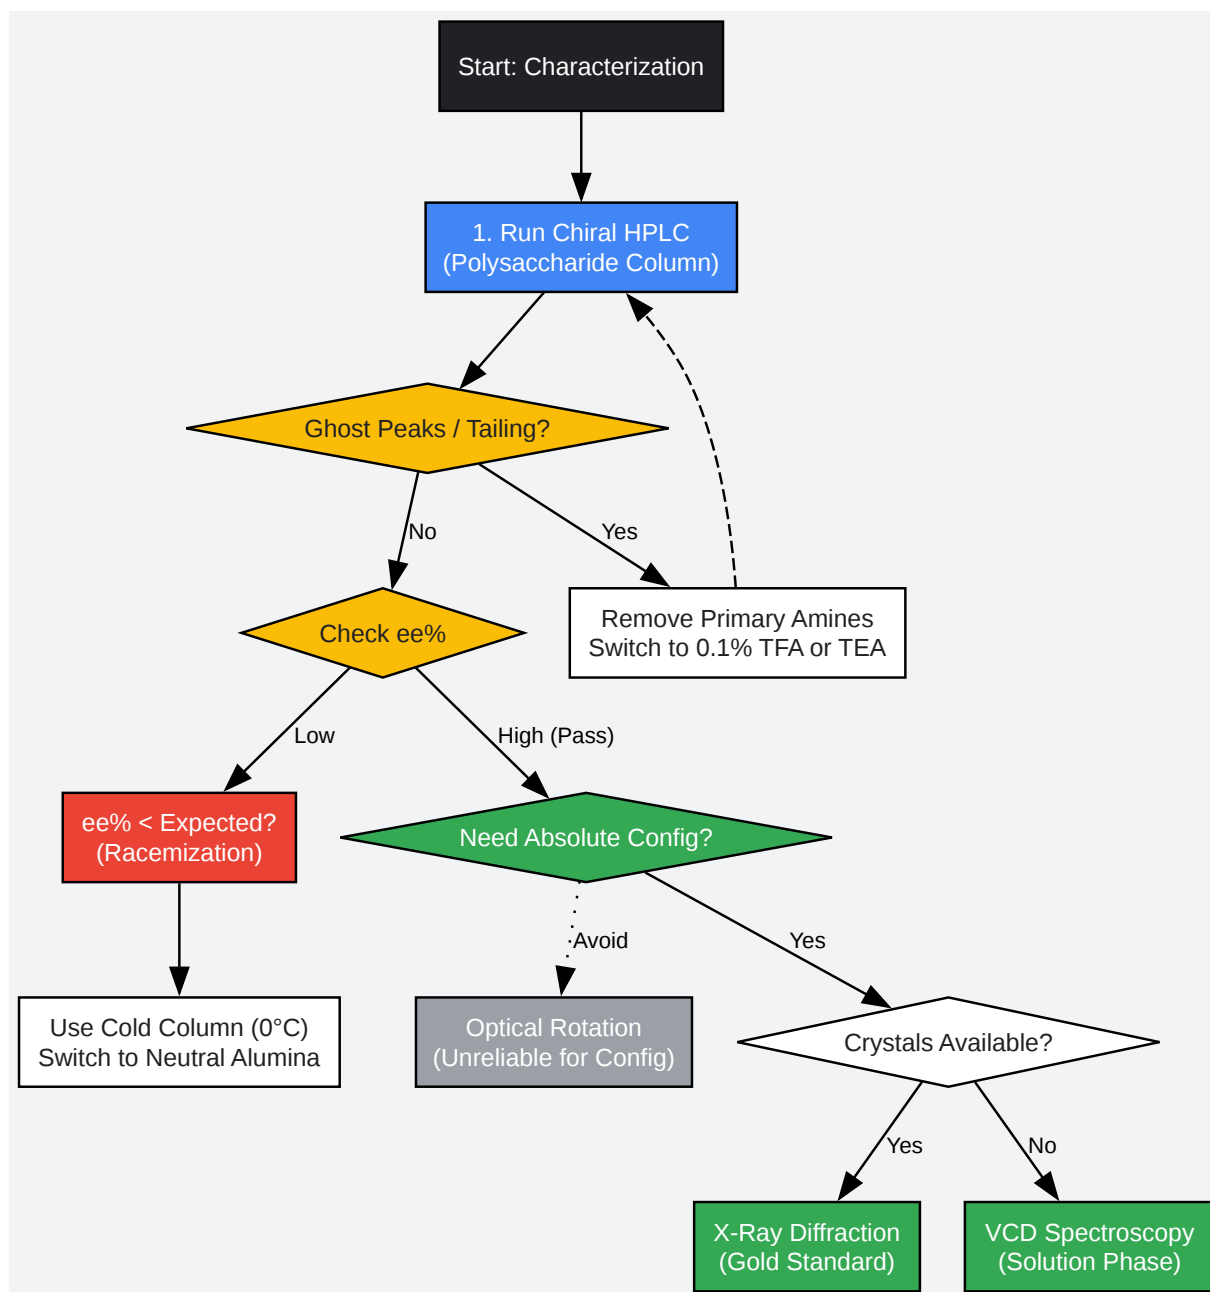 Start: Characterization
1. Run Chiral HPLC
(Polysaccharide Column)
Ghost Peaks / Tailing?
No
Yes
Remove Primary Amines
Switch to 0.1% TFA or TEA
Check ee%
Low
High (Pass)
ee% < Expected?
(Racemization)
Need Absolute Config?
Avoid
Yes
Use Cold Column (0°C)
Switch to Neutral Alumina
Optical Rotation
(Unreliable for Config)
Crystals Available?
Yes
No
X-Ray Diffraction
(Gold Standard)
VCD Spectroscopy
(Solution Phase)